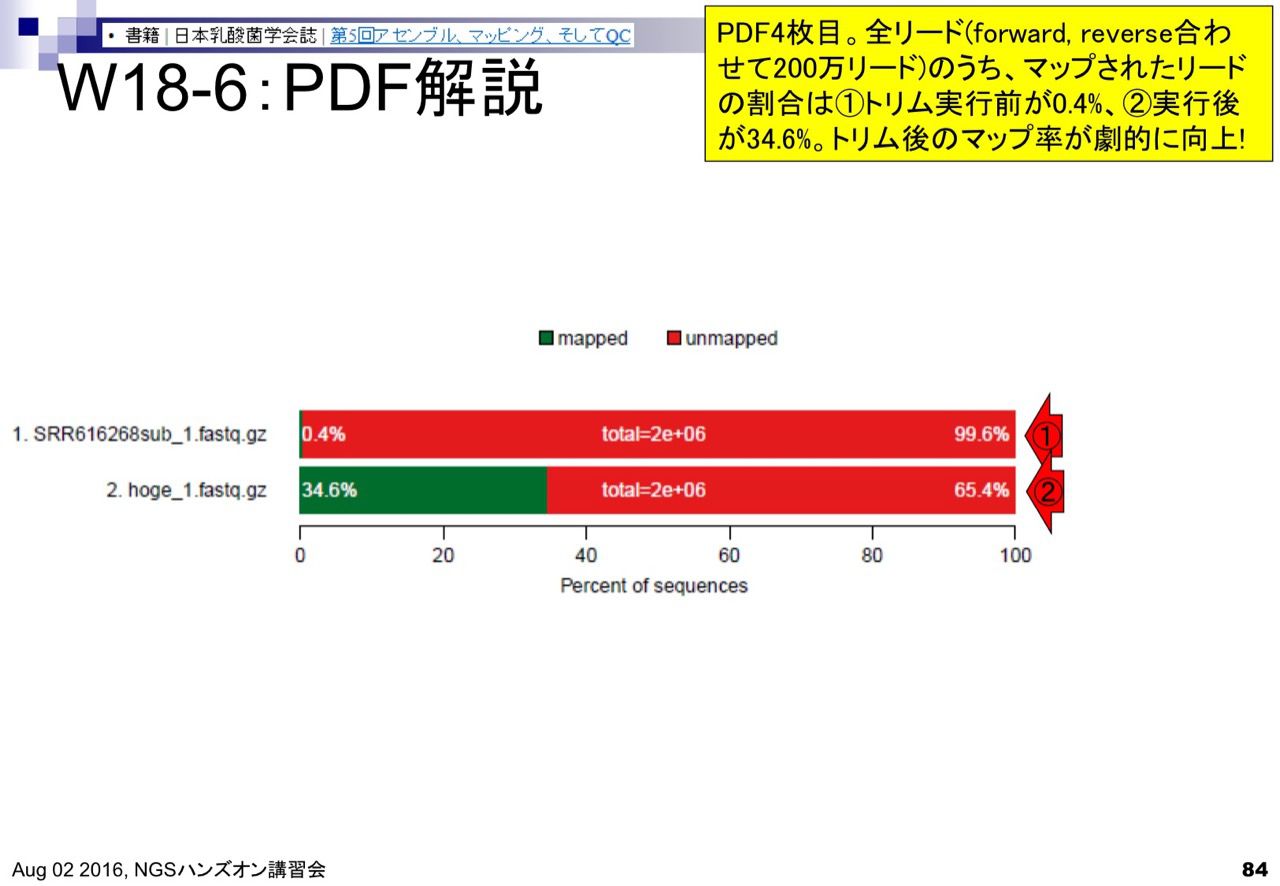 • 書籍 | 日本乳酸菌学会誌 | 第5回アセンブル、マッピング、そしてQC
W18-6：PDF解説
PDF4枚目。全リード(forward, reverse合わ
せて200万リード)のうち、マップされたリード
の割合は①トリム実行前が0.4%、②実行後
が34.6%。トリム後のマップ率が劇的に向上!
mapped unmapped
1. SRR616268sub_1.fastq.gz 0.4% total=2e+06 99.6% ①
2. hoge_1.fastq.gz 34.6% total=2e+06 65.4% ②
0 20 40 60 80 100
Percent of sequences
Aug 02 2016, NGSハンズオン講習会
84